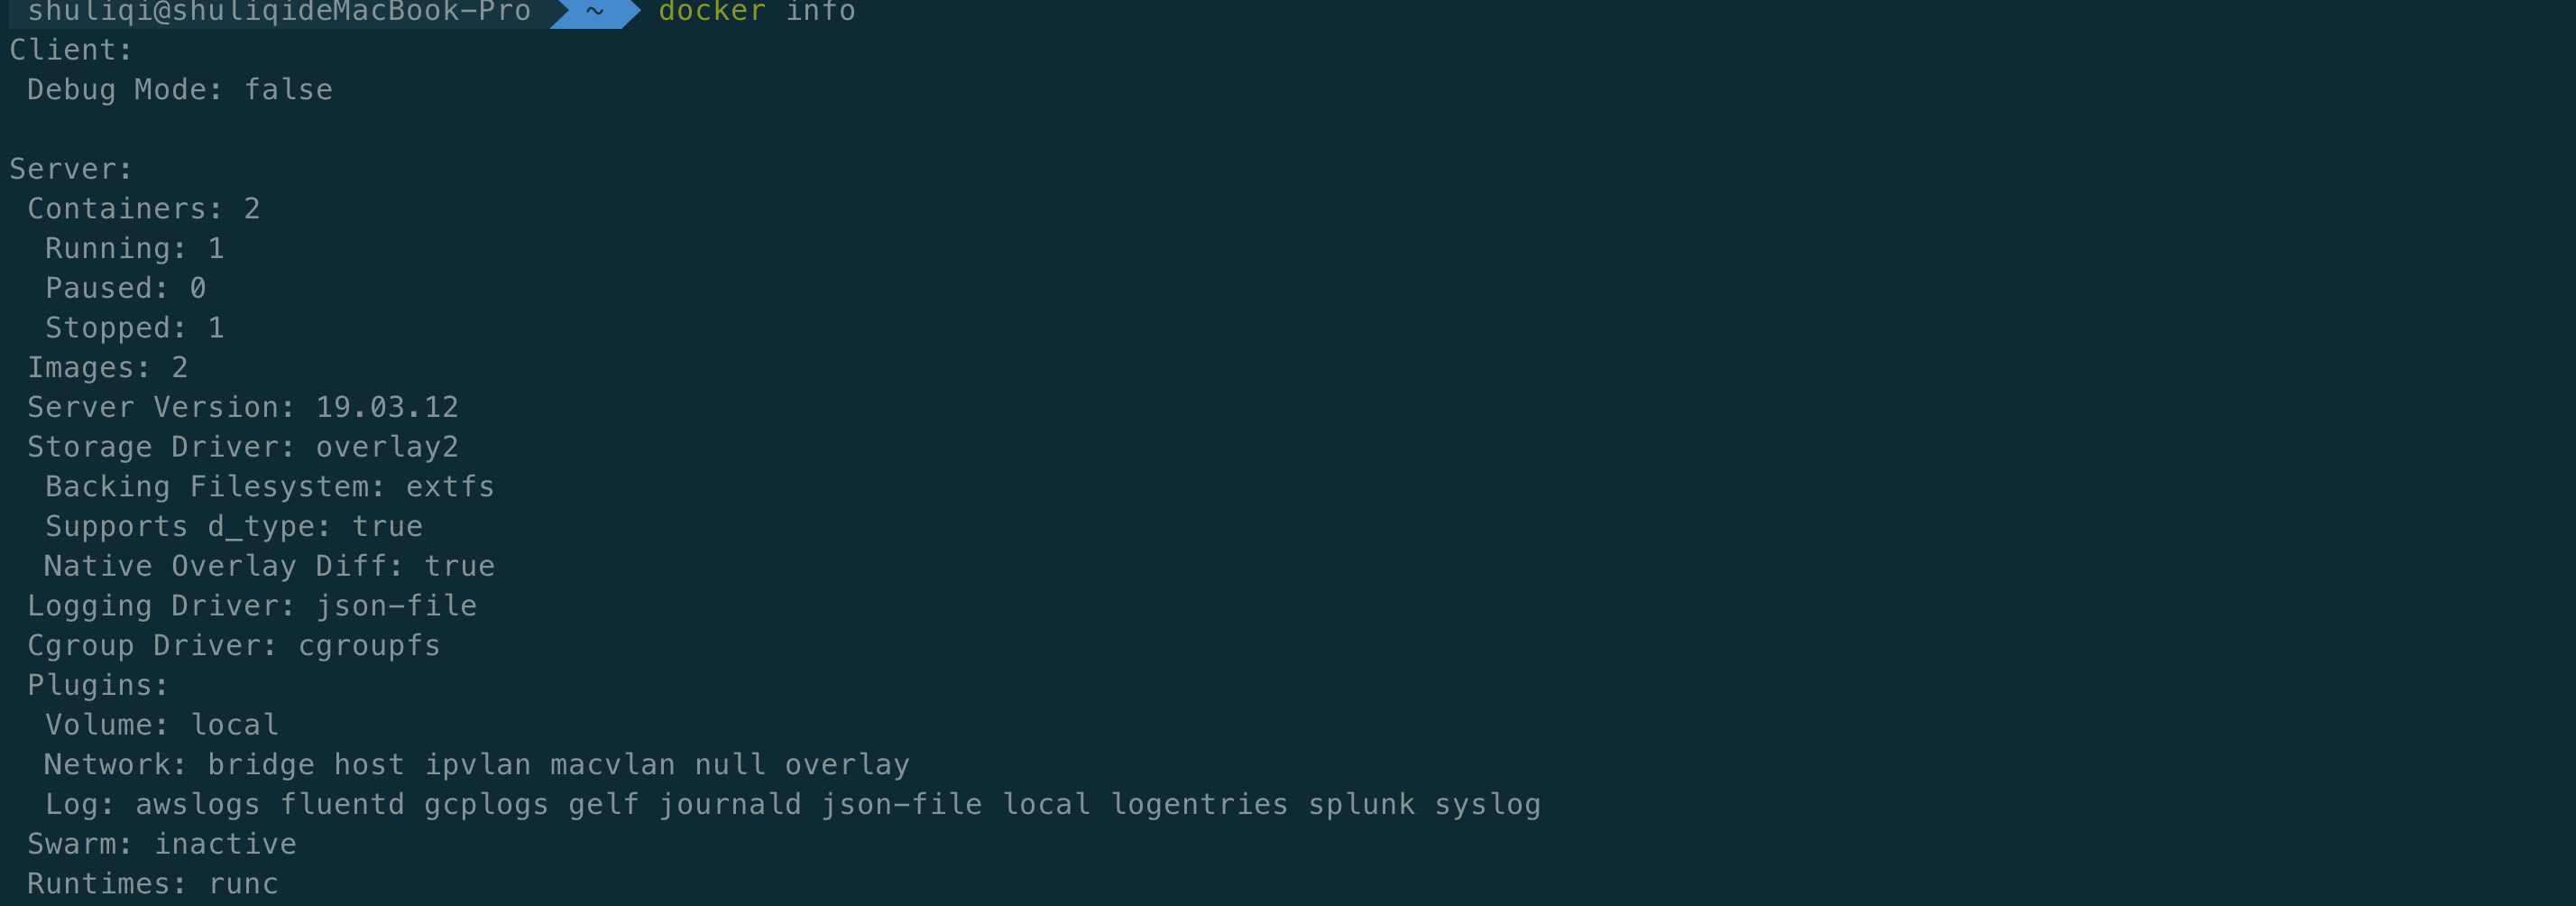 shuliqi@shuliqideMacBook-Pro ~ docker info
Client:
 Debug Mode: false

Server:
 Containers: 2
  Running: 1
  Paused: 0
  Stopped: 1
 Images: 2
 Server Version: 19.03.12
 Storage Driver: overlay2
  Backing Filesystem: extfs
  Supports d_type: true
  Native Overlay Diff: true
 Logging Driver: json-file
 Cgroup Driver: cgroupfs
 Plugins:
  Volume: local
  Network: bridge host ipvlan macvlan null overlay
  Log: awslogs fluentd gcplogs gelf journald json-file local logentries splunk syslog
 Swarm: inactive
 Runtimes: runc